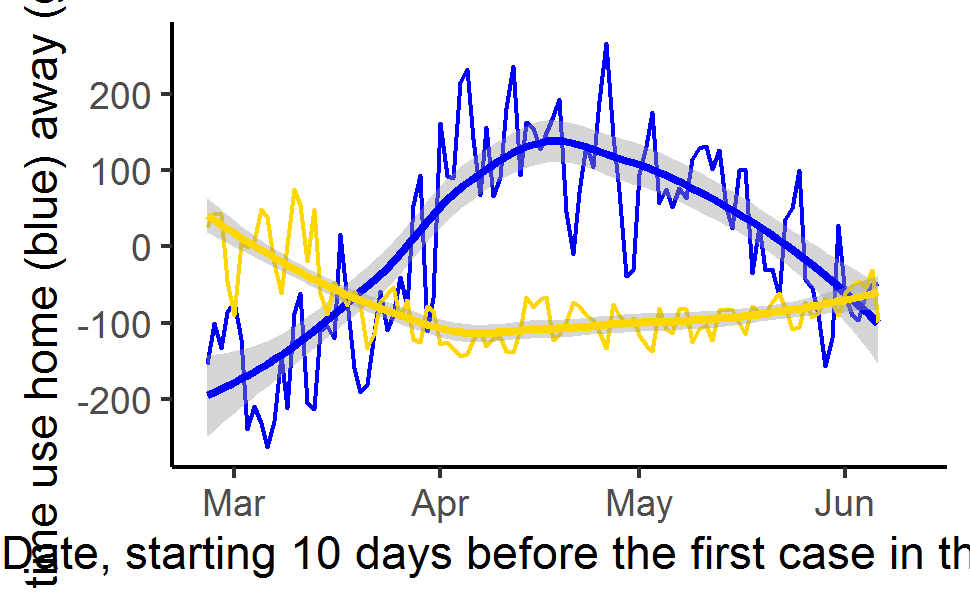 time use home (blue) away (
200
100
0
-100
-200
Mar Apr May Jun
Date, starting 10 days before the first case in th